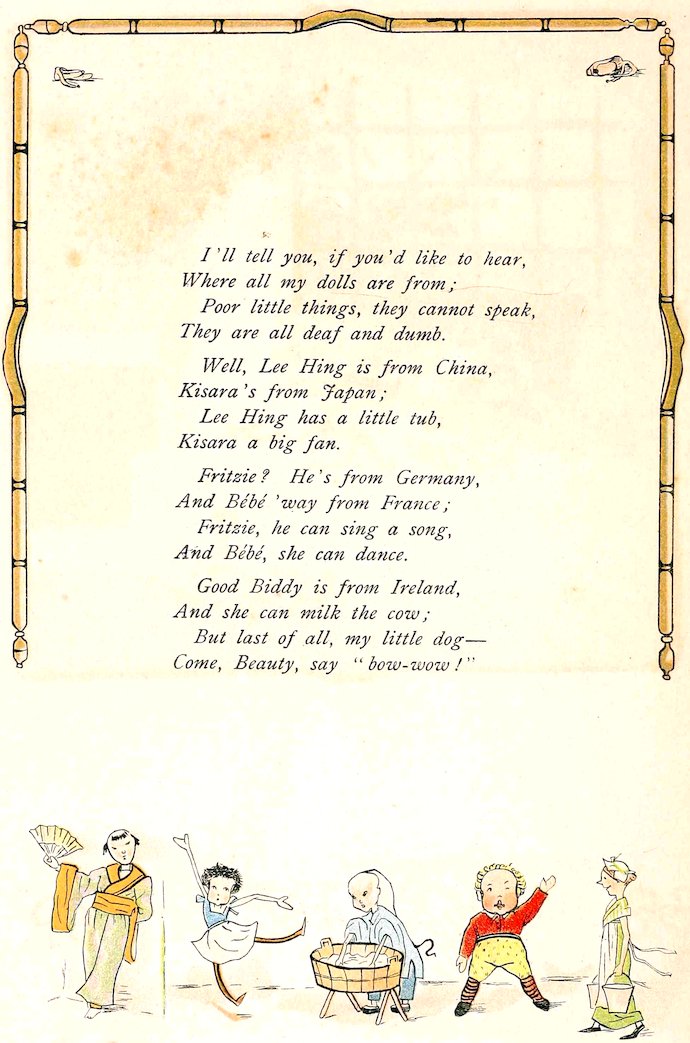 I'll tell you, if you'd like to hear,
Where all my dolls are from;
Poor little things, they cannot speak,
They are all deaf and dumb.
Well, Lee Hing is from China,
Kisara's from Japan;
Lee Hing has a little tub,
Kisara a big fan.
Fritzie? He's from Germany,
And Bébé 'way from France;
Fritzie, he can sing a song,
And Bébé, she can dance.
Good Biddy is from Ireland,
And she can milk the cow;
But last of all, my little dog—
Come, Beauty, say "bow-wow!"